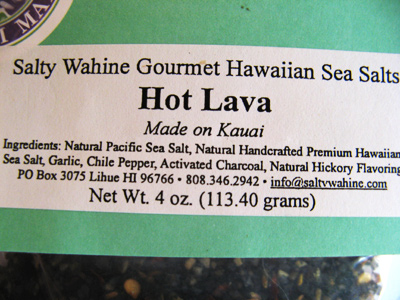 I MA
Salty Wahine Gourmet Hawaiian Sea Salts
Hot Lava
Made on Kauai
Ingredients: Natural Pacific Sea Salt, Natural Handcrafted Premium Hawaiian
Sea Salt, Garlic, Chile Pepper, Activated Charcoal, Natural Hickory Flavoring
PO Box 3075 Lihue HI 96766 • 808.346.2942 • info@saltywahine.com
Net Wt. 4 oz. (113.40 grams)